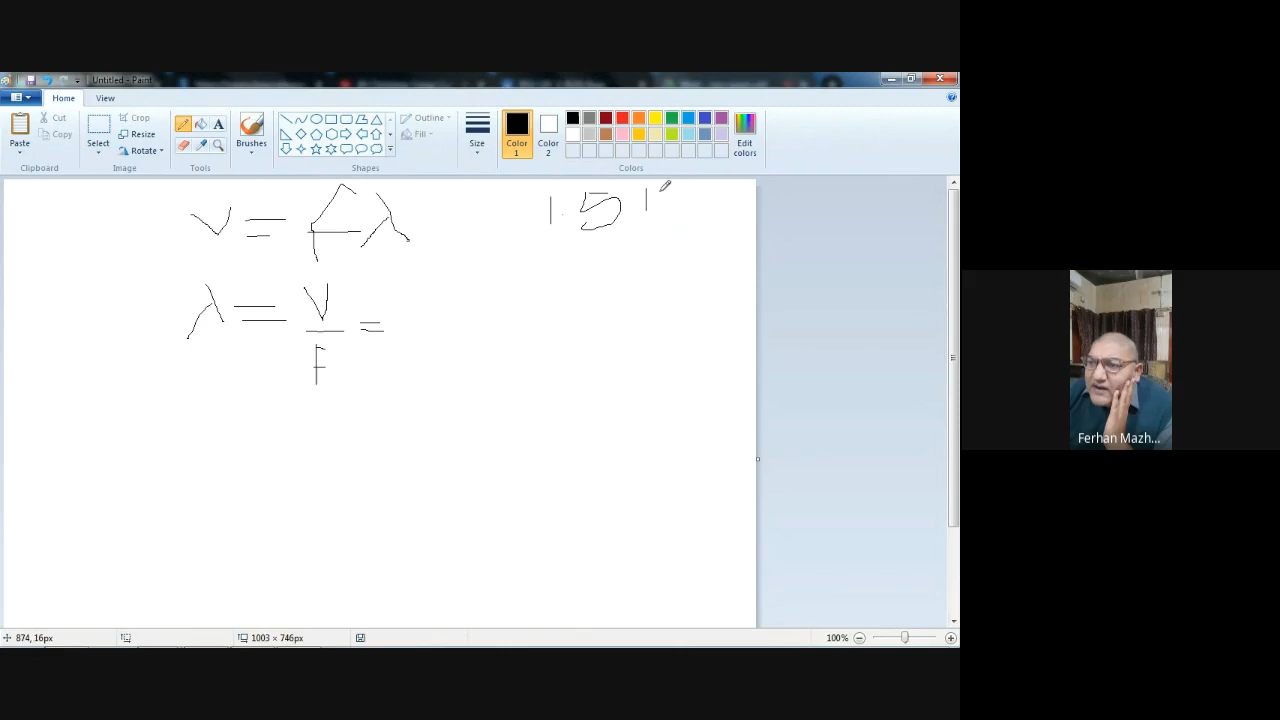 Untitled - Paint
Home View
Paste
Cut
Copy
Clipboard
Select
Crop
Resize
Rotate
Image
A
Tools
Brushes
Outline
Fill
Shapes
Size
Color 1
Color 2
Edit colors
Colors
v = fλ
1.5 1
λ = V/F =
Ferhan Mazh...
874, 16px
1003 × 746px
100%